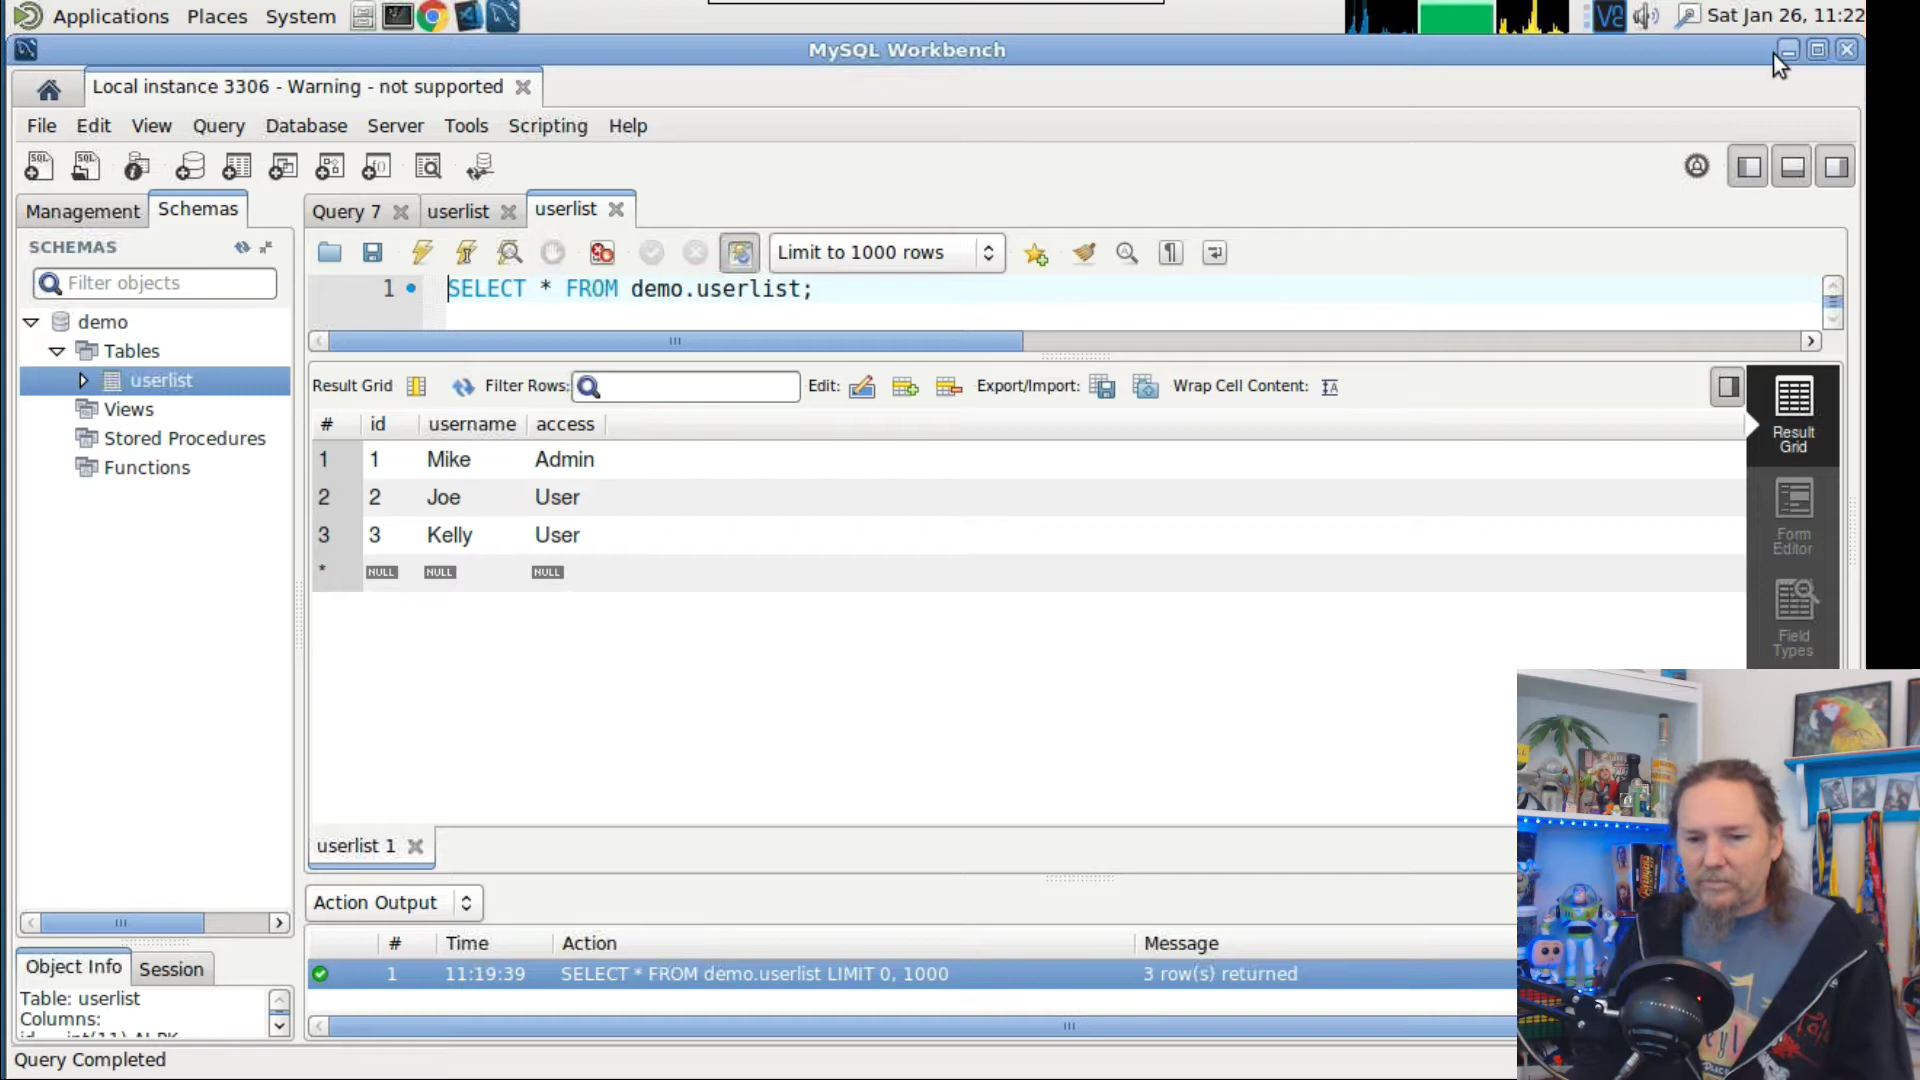 Applications Places System Sat Jan 26, 11:22
MySQL Workbench
Local instance 3306 - Warning - not supported
File Edit View Query Database Server Tools Scripting Help
Management Schemas Query 7 userlist userlist
SCHEMAS
Limit to 1000 rows
Filter objects
1 SELECT * FROM demo.userlist;
demo
Tables
userlist
Views
Stored Procedures
Functions
Result Grid Filter Rows: Edit: Export/Import: Wrap Cell Content:
# id username access
1 1 Mike Admin
2 2 Joe User
3 3 Kelly User
* NULL NULL NULL
Result
Grid
Form
Editor
Field
Types
userlist 1
Action Output
# Time Action Message
1 11:19:39 SELECT * FROM demo.userlist LIMIT 0, 1000 3 row(s) returned
Object Info Session
Table: userlist
Columns:
Query Completed